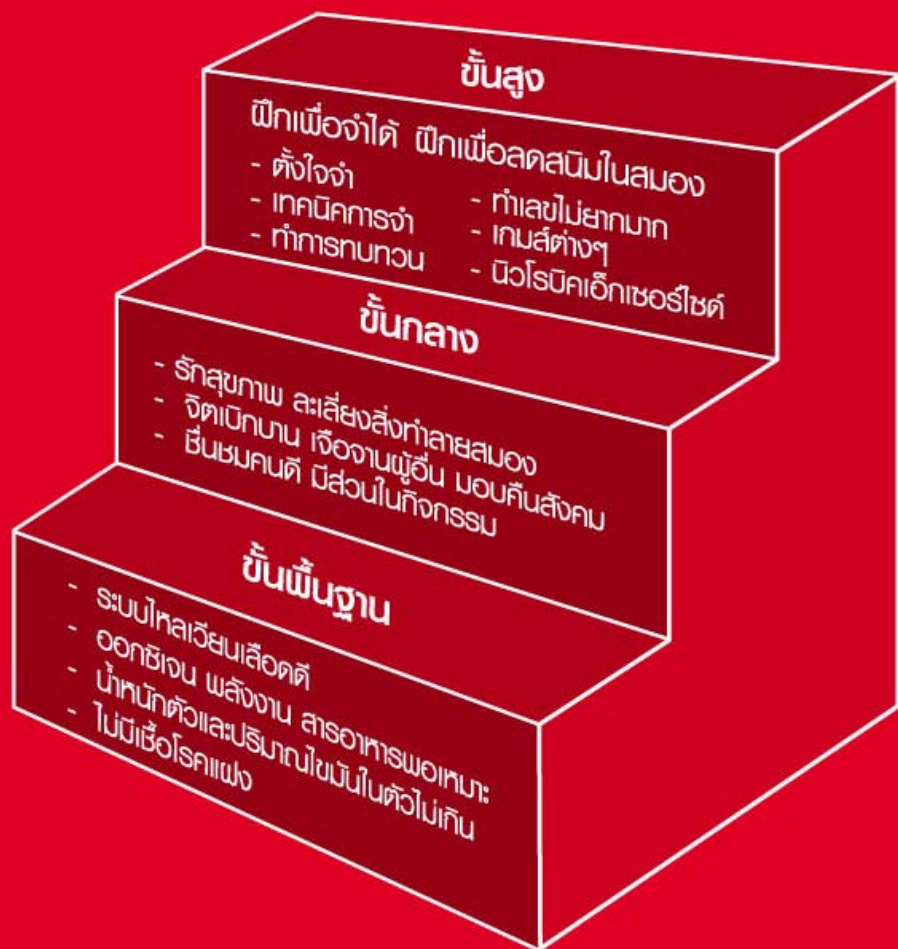 ขั้นสูง
ฝึกเพื่อจำได้ ฝึกเพื่อลดสนิมในสมอง
- ตั้งใจจำ
- เทคนิคการจำ
- ทำการทบทวน
- ทำเลขไม่ยากมาก
- เกมส์ต่างๆ
- นิวโรบิคเอ็กเซอร์ไซด์
ขั้นกลาง
- รักสุขภาพ ละเลี่ยงสิ่งทำลายสมอง
- จิตเบิกบาน เจือจานผู้อื่น มอบคืนสังคม
- ชื่นชมคนดี มีส่วนในกิจกรรม
ขั้นพื้นฐาน
- ระบบไหลเวียนเลือดดี
- ออกซิเจน พลังงาน สารอาหารพอเหมาะ
- น้ำหนักตัวและปริมาณไขมันในตัวไม่เกิน
- ไม่มีเชื้อโรคแฝง